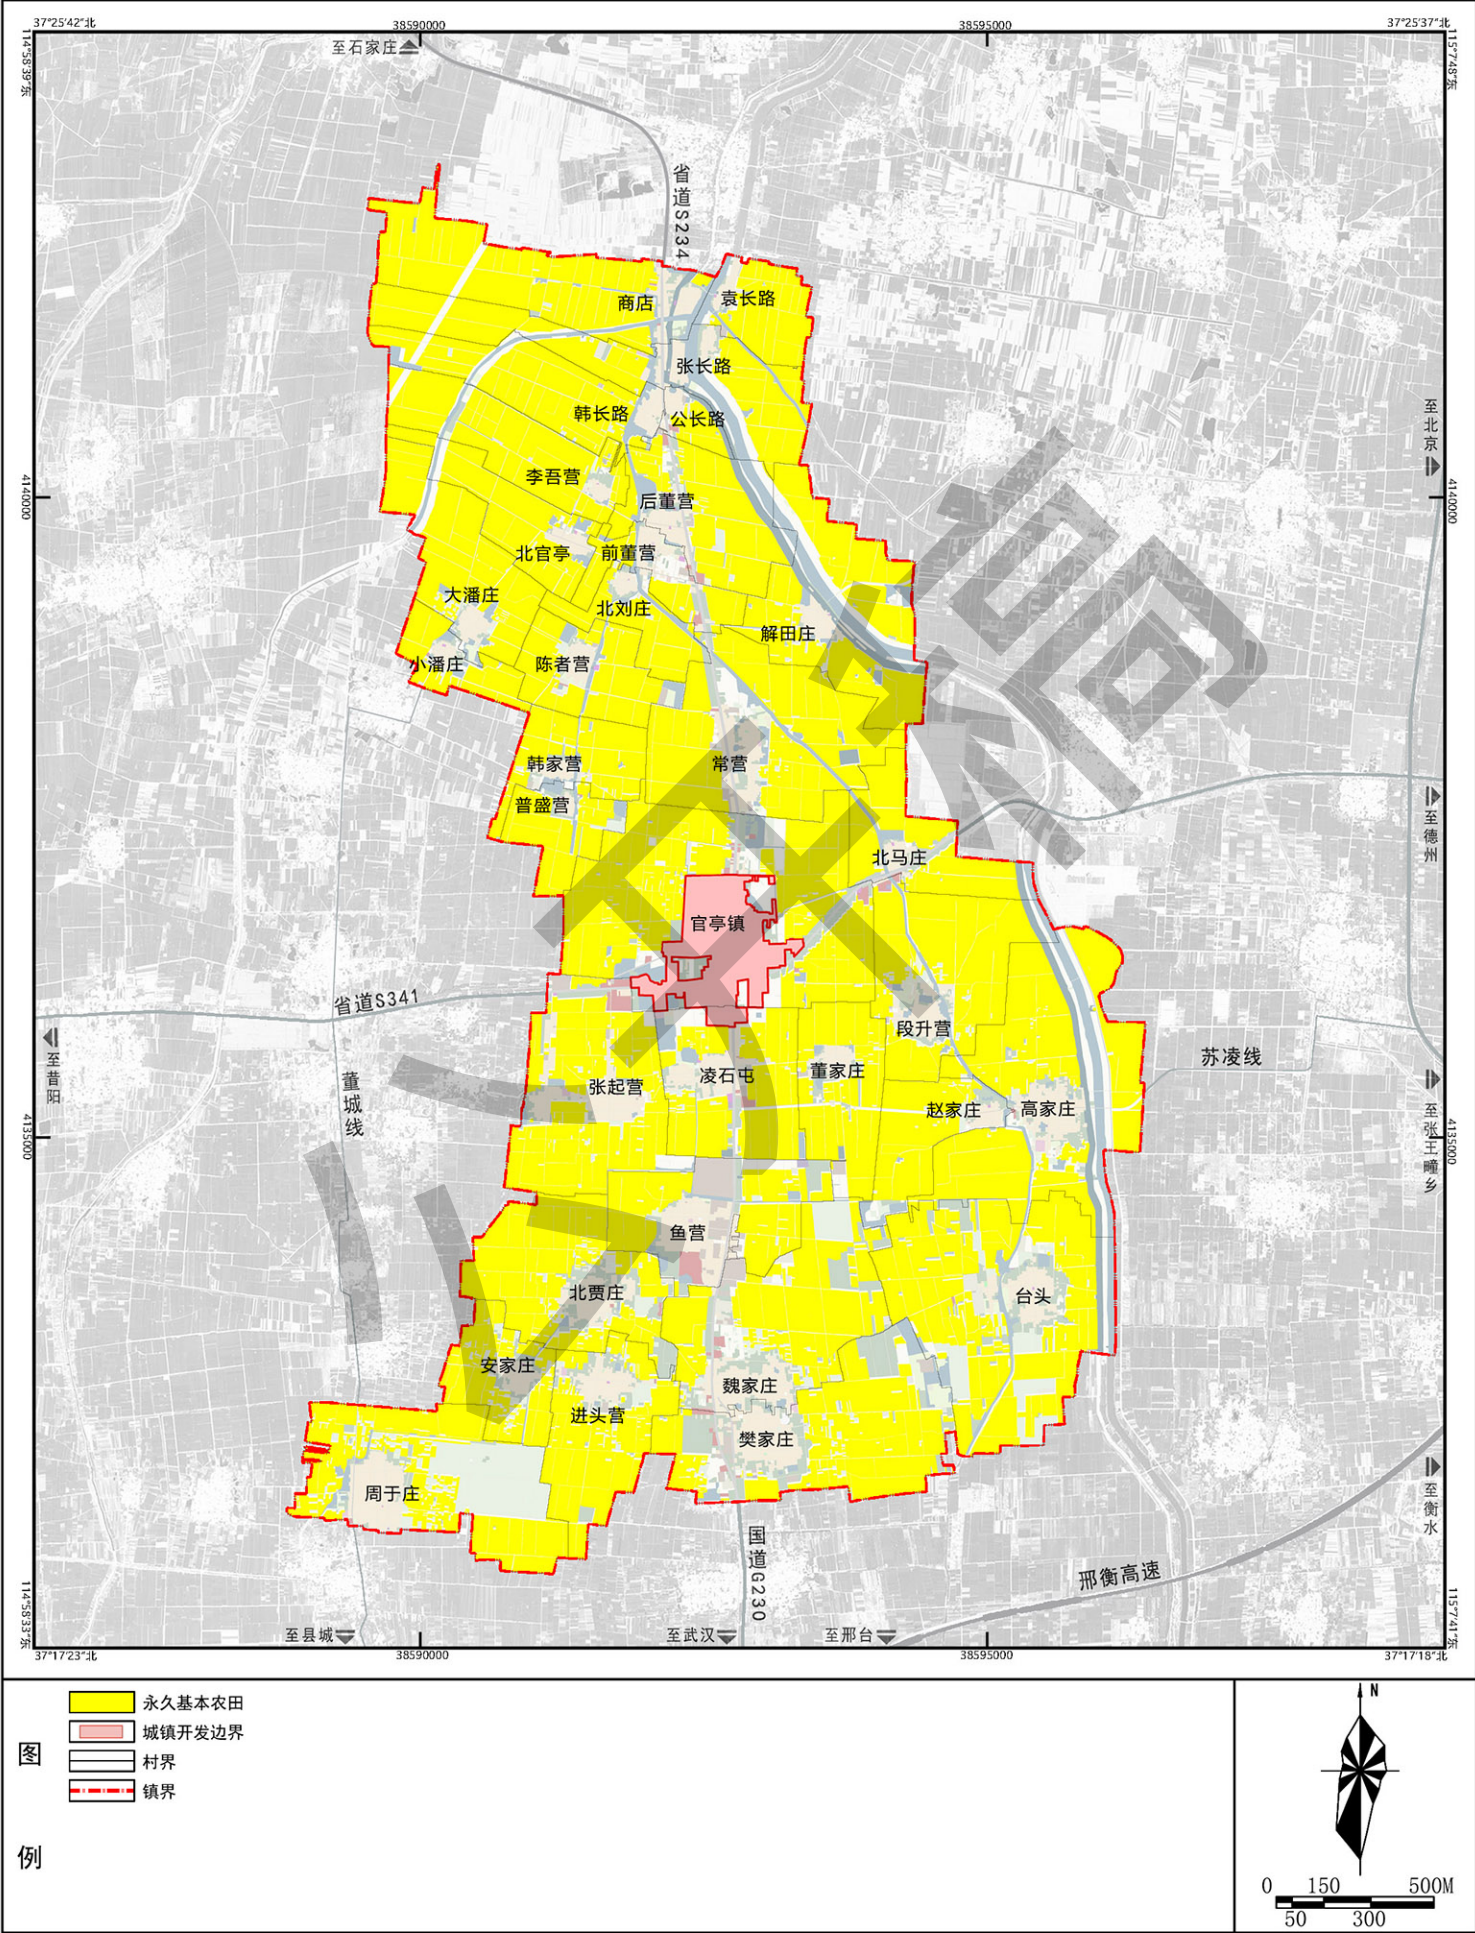 37°25′42″北
38590000
38595000
37°25′37″北
114°58′39″东
115°7′48″东
至石家庄
省道S234
商店
袁长路
张长路
韩长路
公长路
至北京
李吾营
后董营
4140000
4140000
北官亭
前董营
大潘庄
北刘庄
解田庄
小潘庄
陈者营
韩家营
常营
普盛营
至德州
北马庄
官亭镇
省道S341
段升营
至昔阳
苏凌线
董城线
张起营
凌石屯
董家庄
赵家庄
高家庄
4135000
4135000
至张王疃乡
鱼营
北贾庄
台头
安家庄
魏家庄
进头营
樊家庄
周于庄
至衡水
国道G230
邢衡高速
公示稿
114°58′33″东
115°7′41″东
至县城
至武汉
至邢台
37°17′23″北
38590000
38595000
37°17′18″北
图例
永久基本农田
城镇开发边界
村界
镇界
N
0 150 500M
50 300